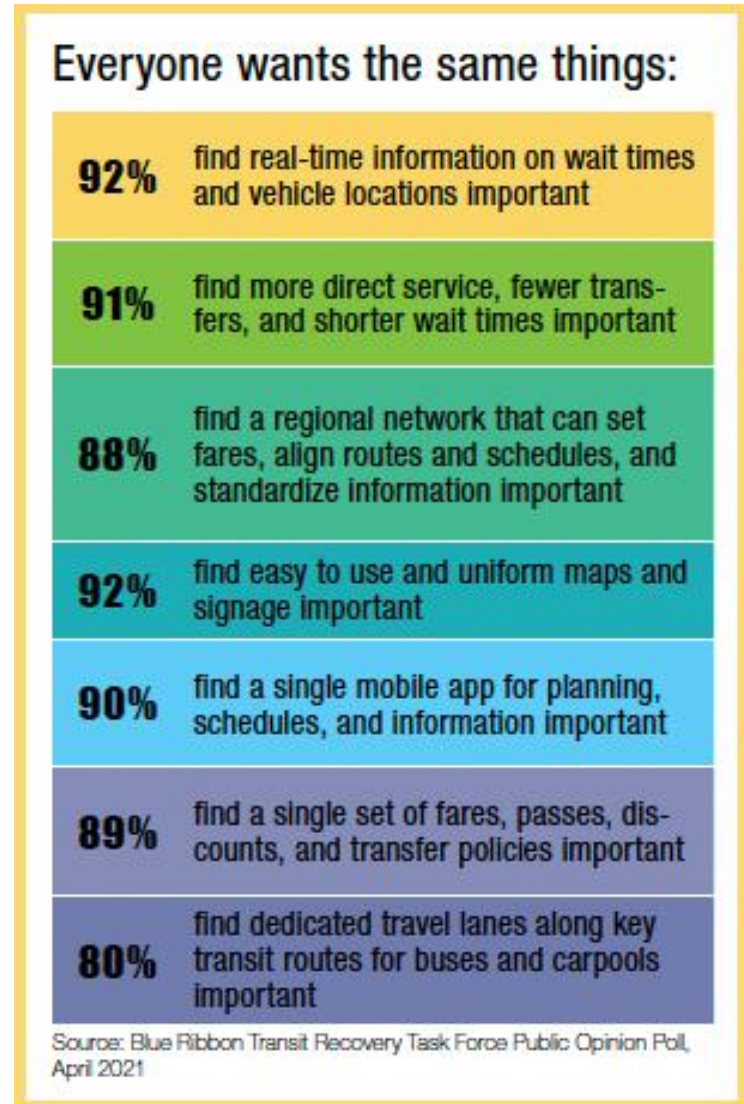 Everyone wants the same things:
92%
find real-time information on wait times
and vehicle locations important
91%
find more direct service, fewer trans-
fers, and shorter wait times important
88%
find a regional network that can set
fares, align routes and schedules, and
standardize information important
92%
find easy to use and uniform maps and
signage important
90%
find a single mobile app for planning,
schedules, and information important
89%
find a single set of fares, passes, dis-
counts, and transfer policies important
80%
find dedicated travel lanes along key
transit routes for buses and carpools
important
Source: Blue Ribbon Transit Recovery Task Force Public Opinion Poll,
April 2021